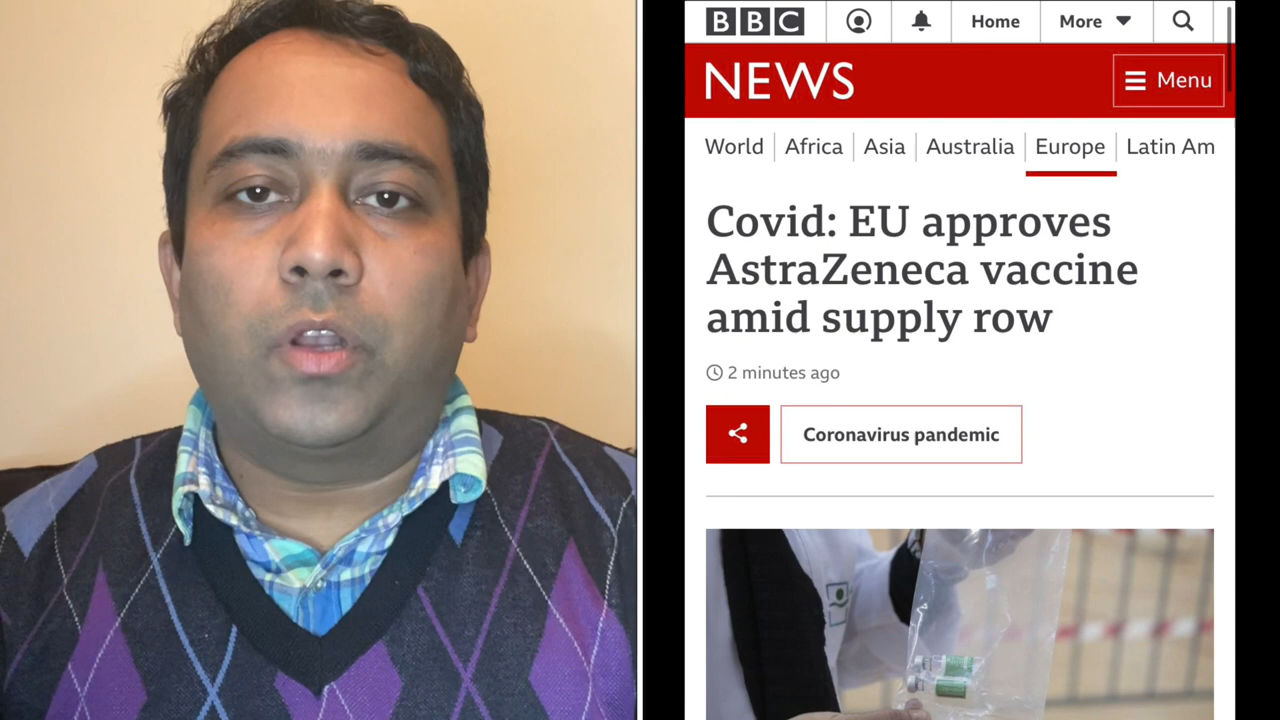 BBC Home More
NEWS Menu
World Africa Asia Australia Europe Latin Am
Covid: EU approves
AstraZeneca vaccine
amid supply row
2 minutes ago
Coronavirus pandemic